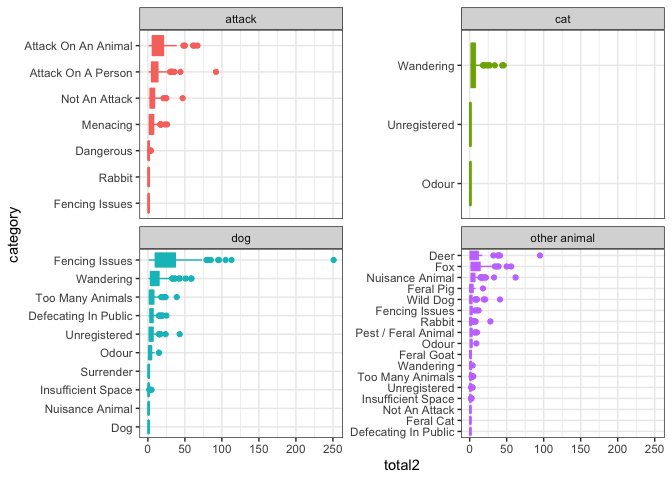 attack
Attack On An Animal
Attack On A Person
Not An Attack
Menacing
Dangerous
Rabbit
Fencing Issues
cat
Wandering
Unregistered
Odour
category
dog
Fencing Issues
Wandering
Too Many Animals
Defecating In Public
Unregistered
Odour
Surrender
Insufficient Space
Nuisance Animal
Dog
0 50 100 150 200 250
other animal
Deer
Fox
Nuisance Animal
Feral Pig
Wild Dog
Fencing Issues
Rabbit
Pest / Feral Animal
Odour
Feral Goat
Wandering
Too Many Animals
Unregistered
Insufficient Space
Not An Attack
Feral Cat
Defecating In Public
0 50 100 150 200 250
total2